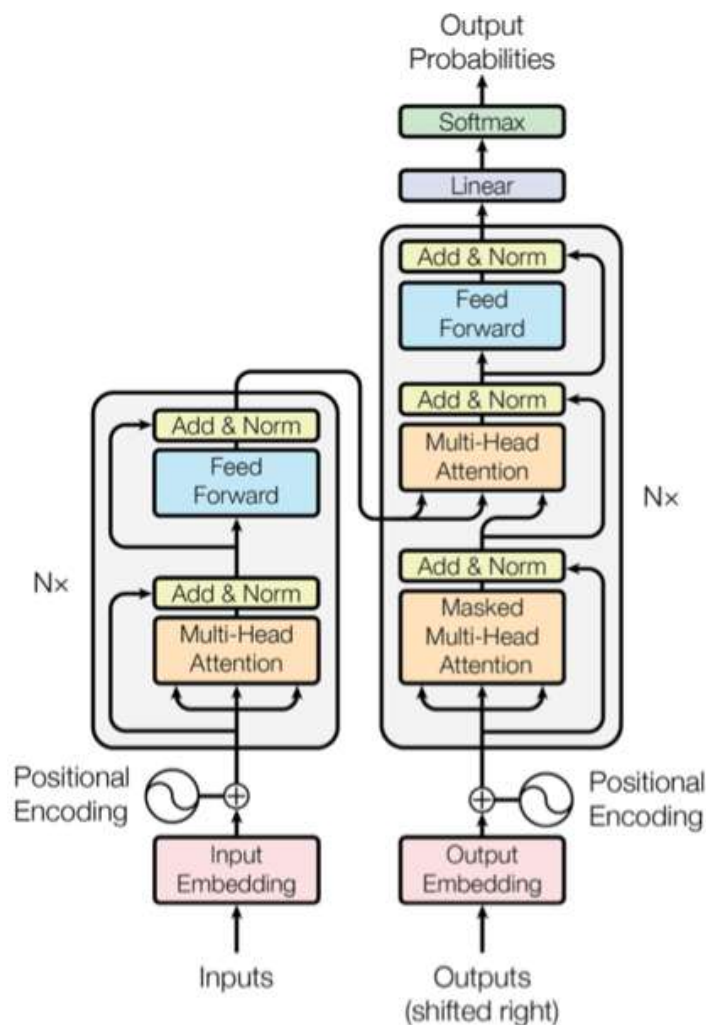 Output
Probabilities
Softmax
Linear
Add & Norm
Feed
Forward
Add & Norm
Multi-Head
Attention
Nx
Add & Norm
Masked
Multi-Head
Attention
Add & Norm
Feed
Forward
Nx
Add & Norm
Multi-Head
Attention
Positional
Encoding
Positional
Encoding
Input
Embedding
Output
Embedding
Inputs
Outputs
(shifted right)